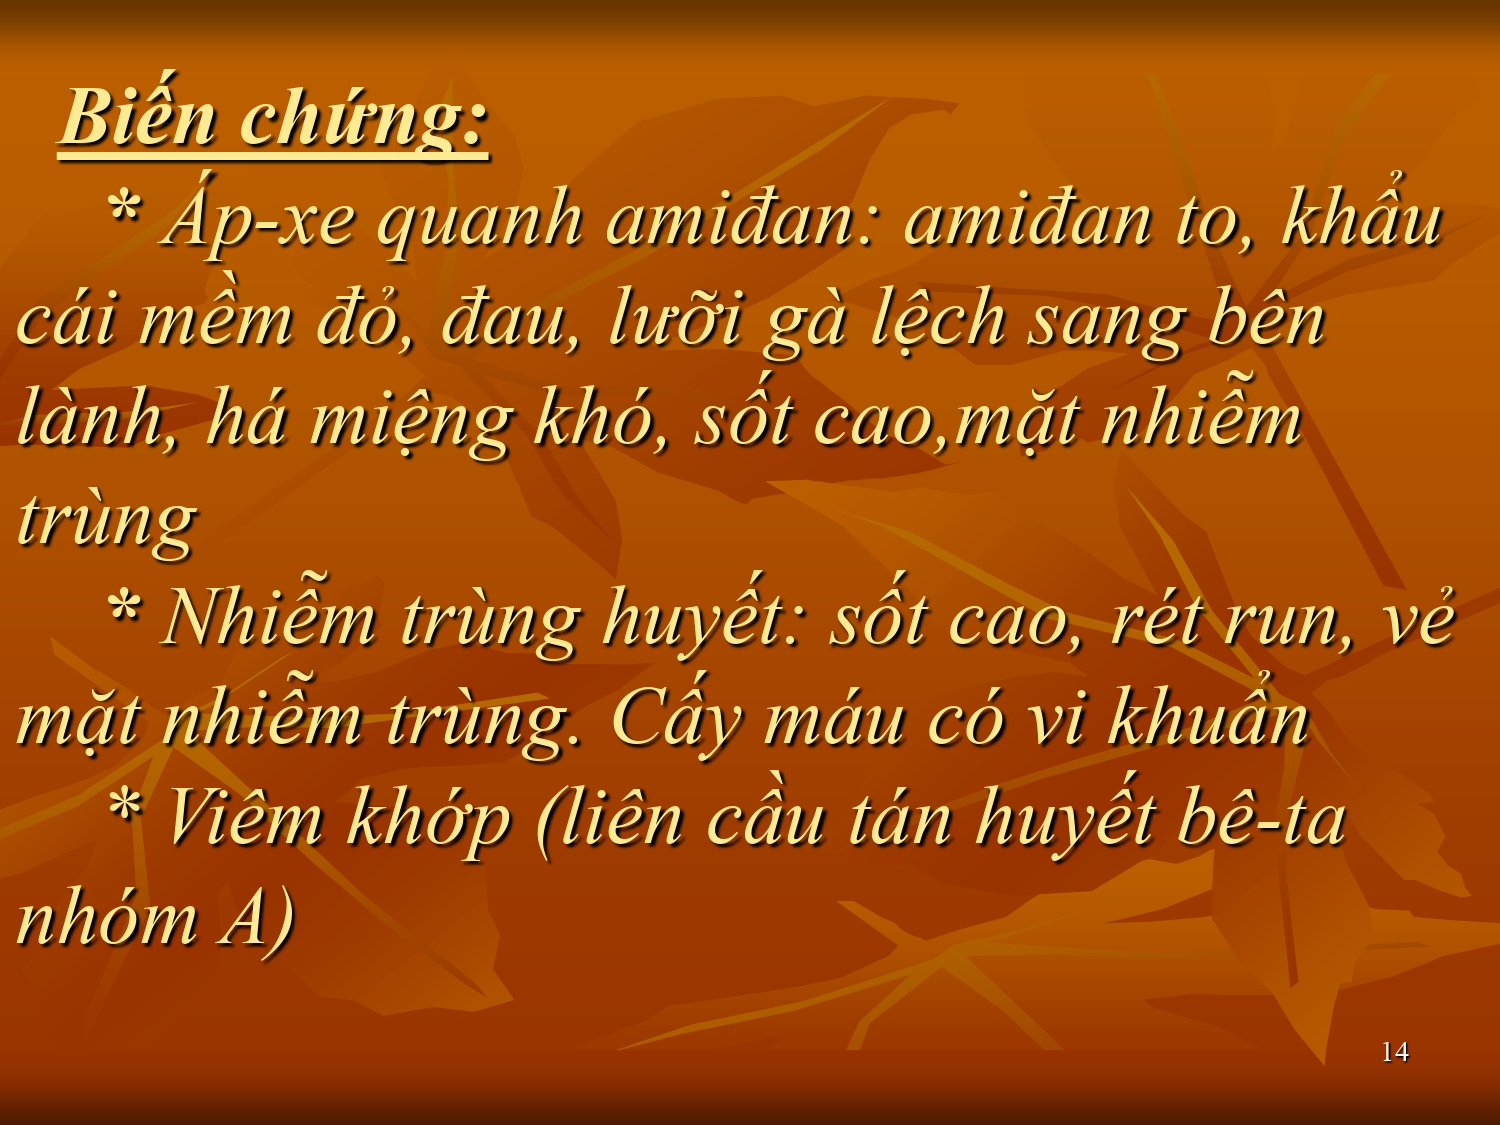 Biến chứng:
* Áp-xe quanh amiđan: amiđan to, khẩu
cái mềm đỏ, đau, lưỡi gà lệch sang bên
lành, há miệng khó, sốt cao,mặt nhiễm
trùng
* Nhiễm trùng huyết: sốt cao, rét run, vẻ
mặt nhiễm trùng. Cấy máu có vi khuẩn
* Viêm khớp (liên cầu tán huyết bê-ta
nhóm A)
14